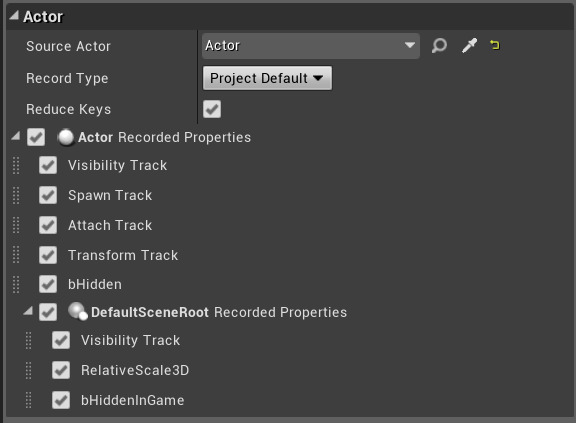 Actor
Source Actor Actor
Record Type Project Default
Reduce Keys
Actor Recorded Properties
Visibility Track
Spawn Track
Attach Track
Transform Track
bHidden
DefaultSceneRoot Recorded Properties
Visibility Track
RelativeScale3D
bHiddenInGame